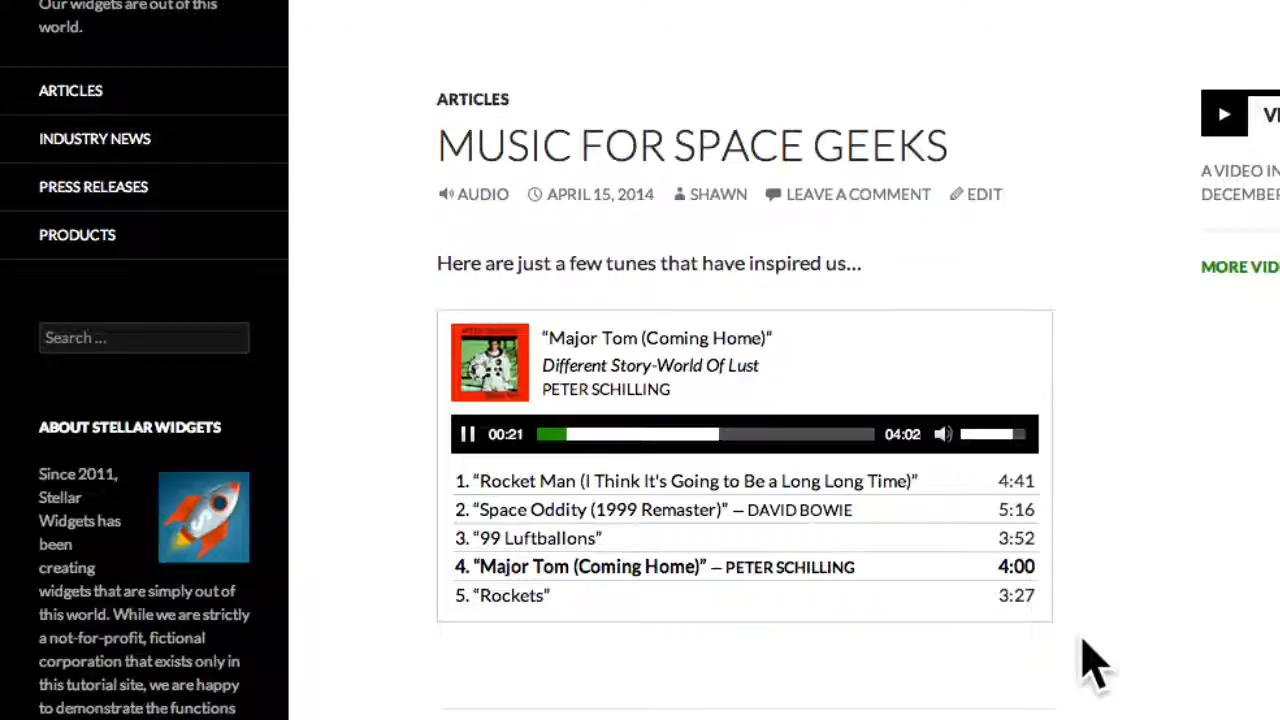 Our widgets are out of this
world.
ARTICLES
INDUSTRY NEWS
PRESS RELEASES
PRODUCTS
Search ...
ABOUT STELLAR WIDGETS
Since 2011,
Stellar
Widgets has
been
creating
widgets that are simply out of
this world. While we are strictly
a not-for-profit, fictional
corporation that exists only in
this tutorial site, we are happy
to demonstrate the functions
ARTICLES
MUSIC FOR SPACE GEEKS
AUDIO APRIL 15, 2014 SHAWN LEAVE A COMMENT EDIT
Here are just a few tunes that have inspired us...
“Major Tom (Coming Home)”
Different Story-World Of Lust
PETER SCHILLING
00:21 04:02
1. “Rocket Man (I Think It's Going to Be a Long Long Time)” 4:41
2. “Space Oddity (1999 Remaster)” — DAVID BOWIE 5:16
3. “99 Luftballons” 3:52
4. “Major Tom (Coming Home)” — PETER SCHILLING 4:00
5. “Rockets” 3:27
A VIDEO IN
MORE VID